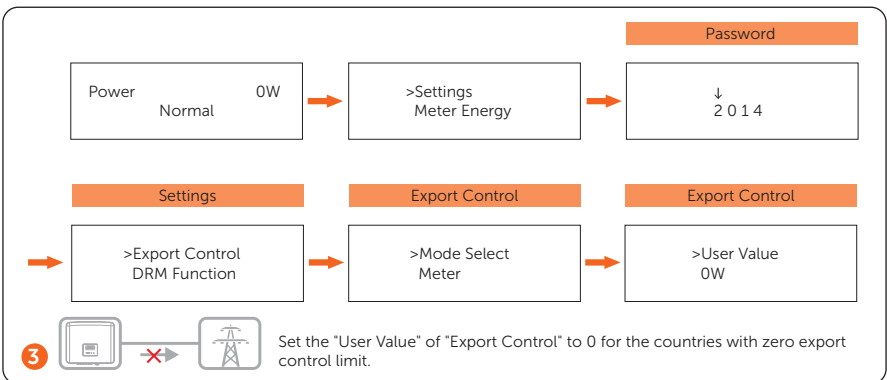 Password
Power 0W
Normal
>Settings
Meter Energy
↓
2 0 1 4
Settings
Export Control
Export Control
>Export Control
DRM Function
>Mode Select
Meter
>User Value
0W
3
Set the "User Value" of "Export Control" to 0 for the countries with zero export
control limit.